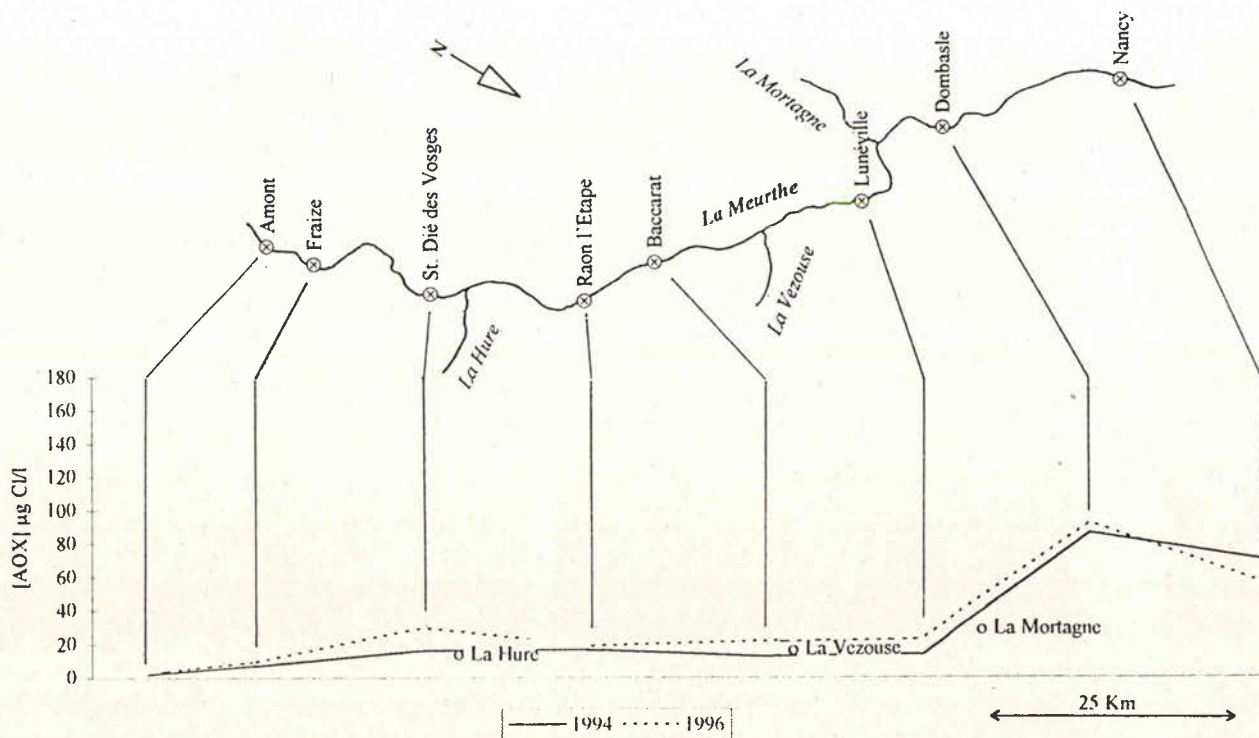 N
Amont
Fraize
St. Dié des Vosges
La Hure
Raon l'Etape
Baccarat
La Meurthe
La Vezouse
La Mortagne
Lunéville
Dombasle
Nancy
[AOX] µg Cl/l
180
160
140
120
100
80
60
40
20
0
o La Hure
o La Vezouse
o La Mortagne
1994 1996
25 Km